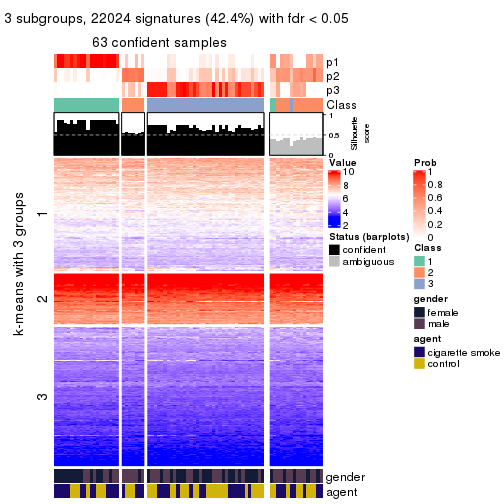 3 subgroups, 22024 signatures (42.4%) with fdr < 0.05
63 confident samples
p1
p2
p3
Class
1
0.5
0
Silhouette
score
k-means with 3 groups
1
2
3
gender
agent
Value
10
8
6
4
2
Status (barplots)
confident
ambiguous
Prob
1
0.8
0.6
0.4
0.2
0
Class
1
2
3
gender
female
male
agent
cigarette smoke
control